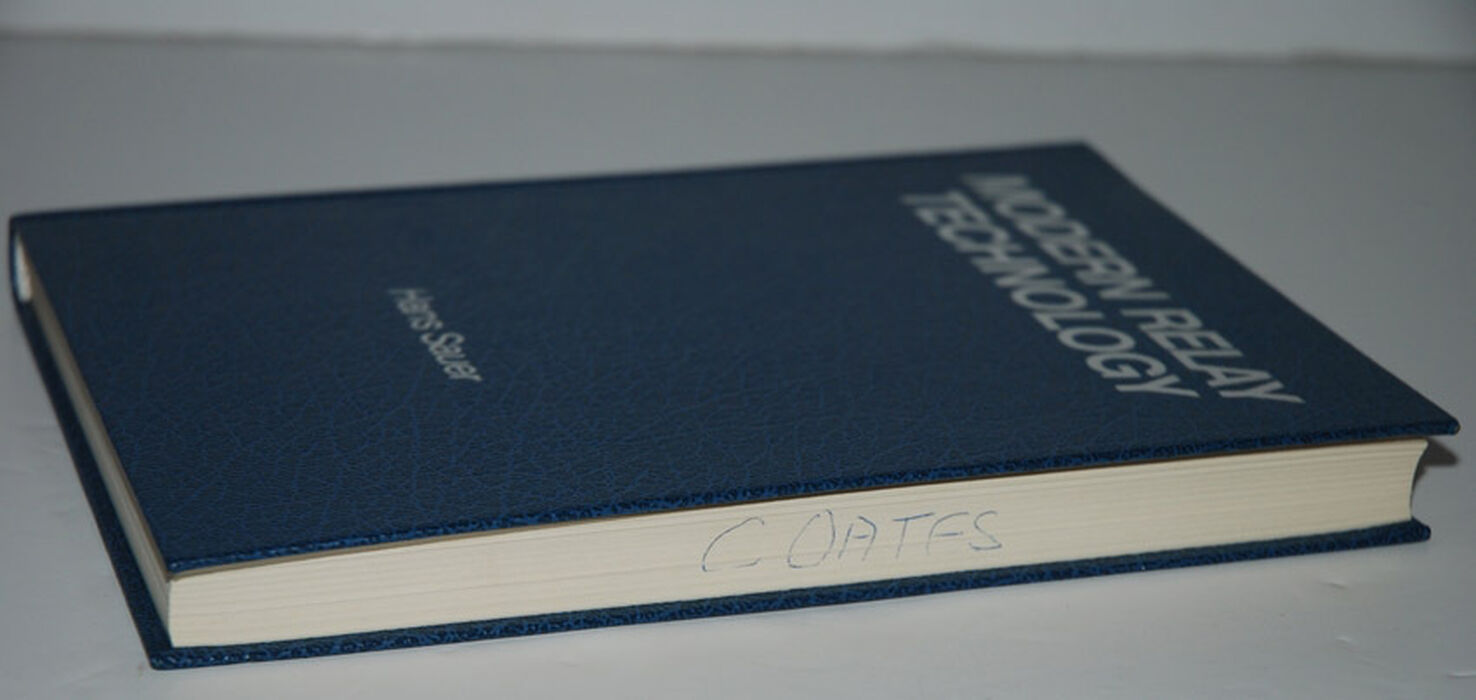 MODERN RELAY
TECHNOLOGY
Hans Sauer
COATES